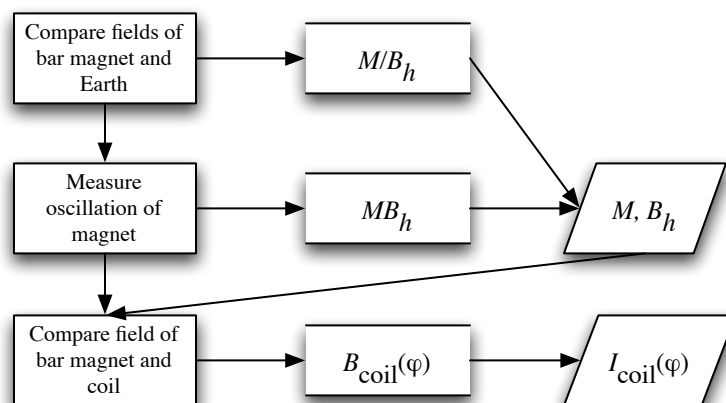 Compare fields of
bar magnet and
Earth
M/B_h
Measure
oscillation of
magnet
MB_h
M, B_h
Compare field of
bar magnet and
coil
B_coil(φ)
I_coil(φ)